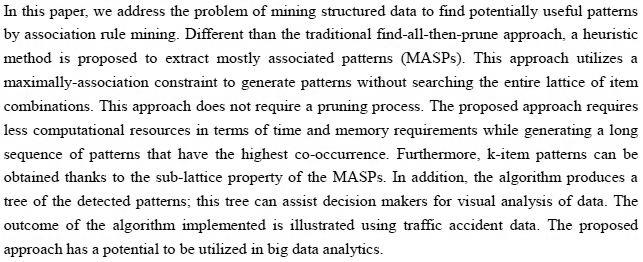 In this paper, we address the problem of mining structured data to find potentially useful patterns
by association rule mining. Different than the traditional find-all-then-prune approach, a heuristic
method is proposed to extract mostly associated patterns (MASPs). This approach utilizes a
maximally-association constraint to generate patterns without searching the entire lattice of item
combinations. This approach does not require a pruning process. The proposed approach requires
less computational resources in terms of time and memory requirements while generating a long
sequence of patterns that have the highest co-occurrence. Furthermore, k-item patterns can be
obtained thanks to the sub-lattice property of the MASPs. In addition, the algorithm produces a
tree of the detected patterns; this tree can assist decision makers for visual analysis of data. The
outcome of the algorithm implemented is illustrated using traffic accident data. The proposed
approach has a potential to be utilized in big data analytics.